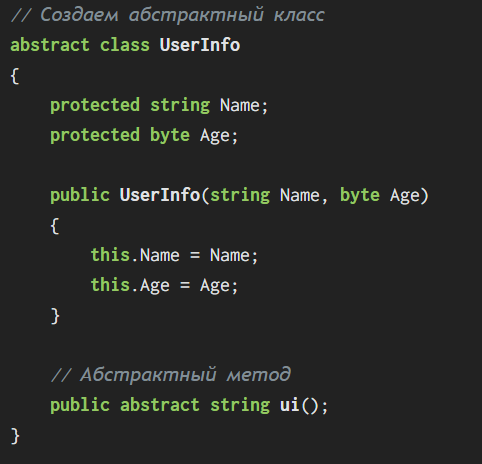 // Создаем абстрактный класс
abstract class UserInfo
{
    protected string Name;
    protected byte Age;

    public UserInfo(string Name, byte Age)
    {
        this.Name = Name;
        this.Age = Age;
    }

    // Абстрактный метод
    public abstract string ui();
}